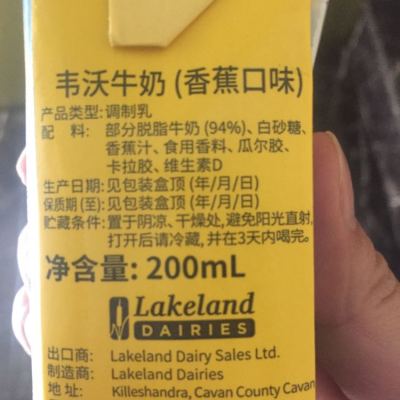 韦沃牛奶 (香蕉口味)
产品类型: 调制乳
配 料: 部分脱脂牛奶 (94%)、白砂糖、
香蕉汁、食用香料、瓜尔胶、
卡拉胶、维生素D
生产日期: 见包装盒顶 (年/月/日)
保质期 (至): 见包装盒顶 (年/月/日)
贮藏条件: 置于阴凉、干燥处,避免阳光直射,
打开后请冷藏, 并在3天内喝完。
净含量: 200mL
Lakeland
DAIRIES
出口商: Lakeland Dairy Sales Ltd.
制造商: Lakeland Dairies
地 址: Killeshandra, Cavan County Cavan